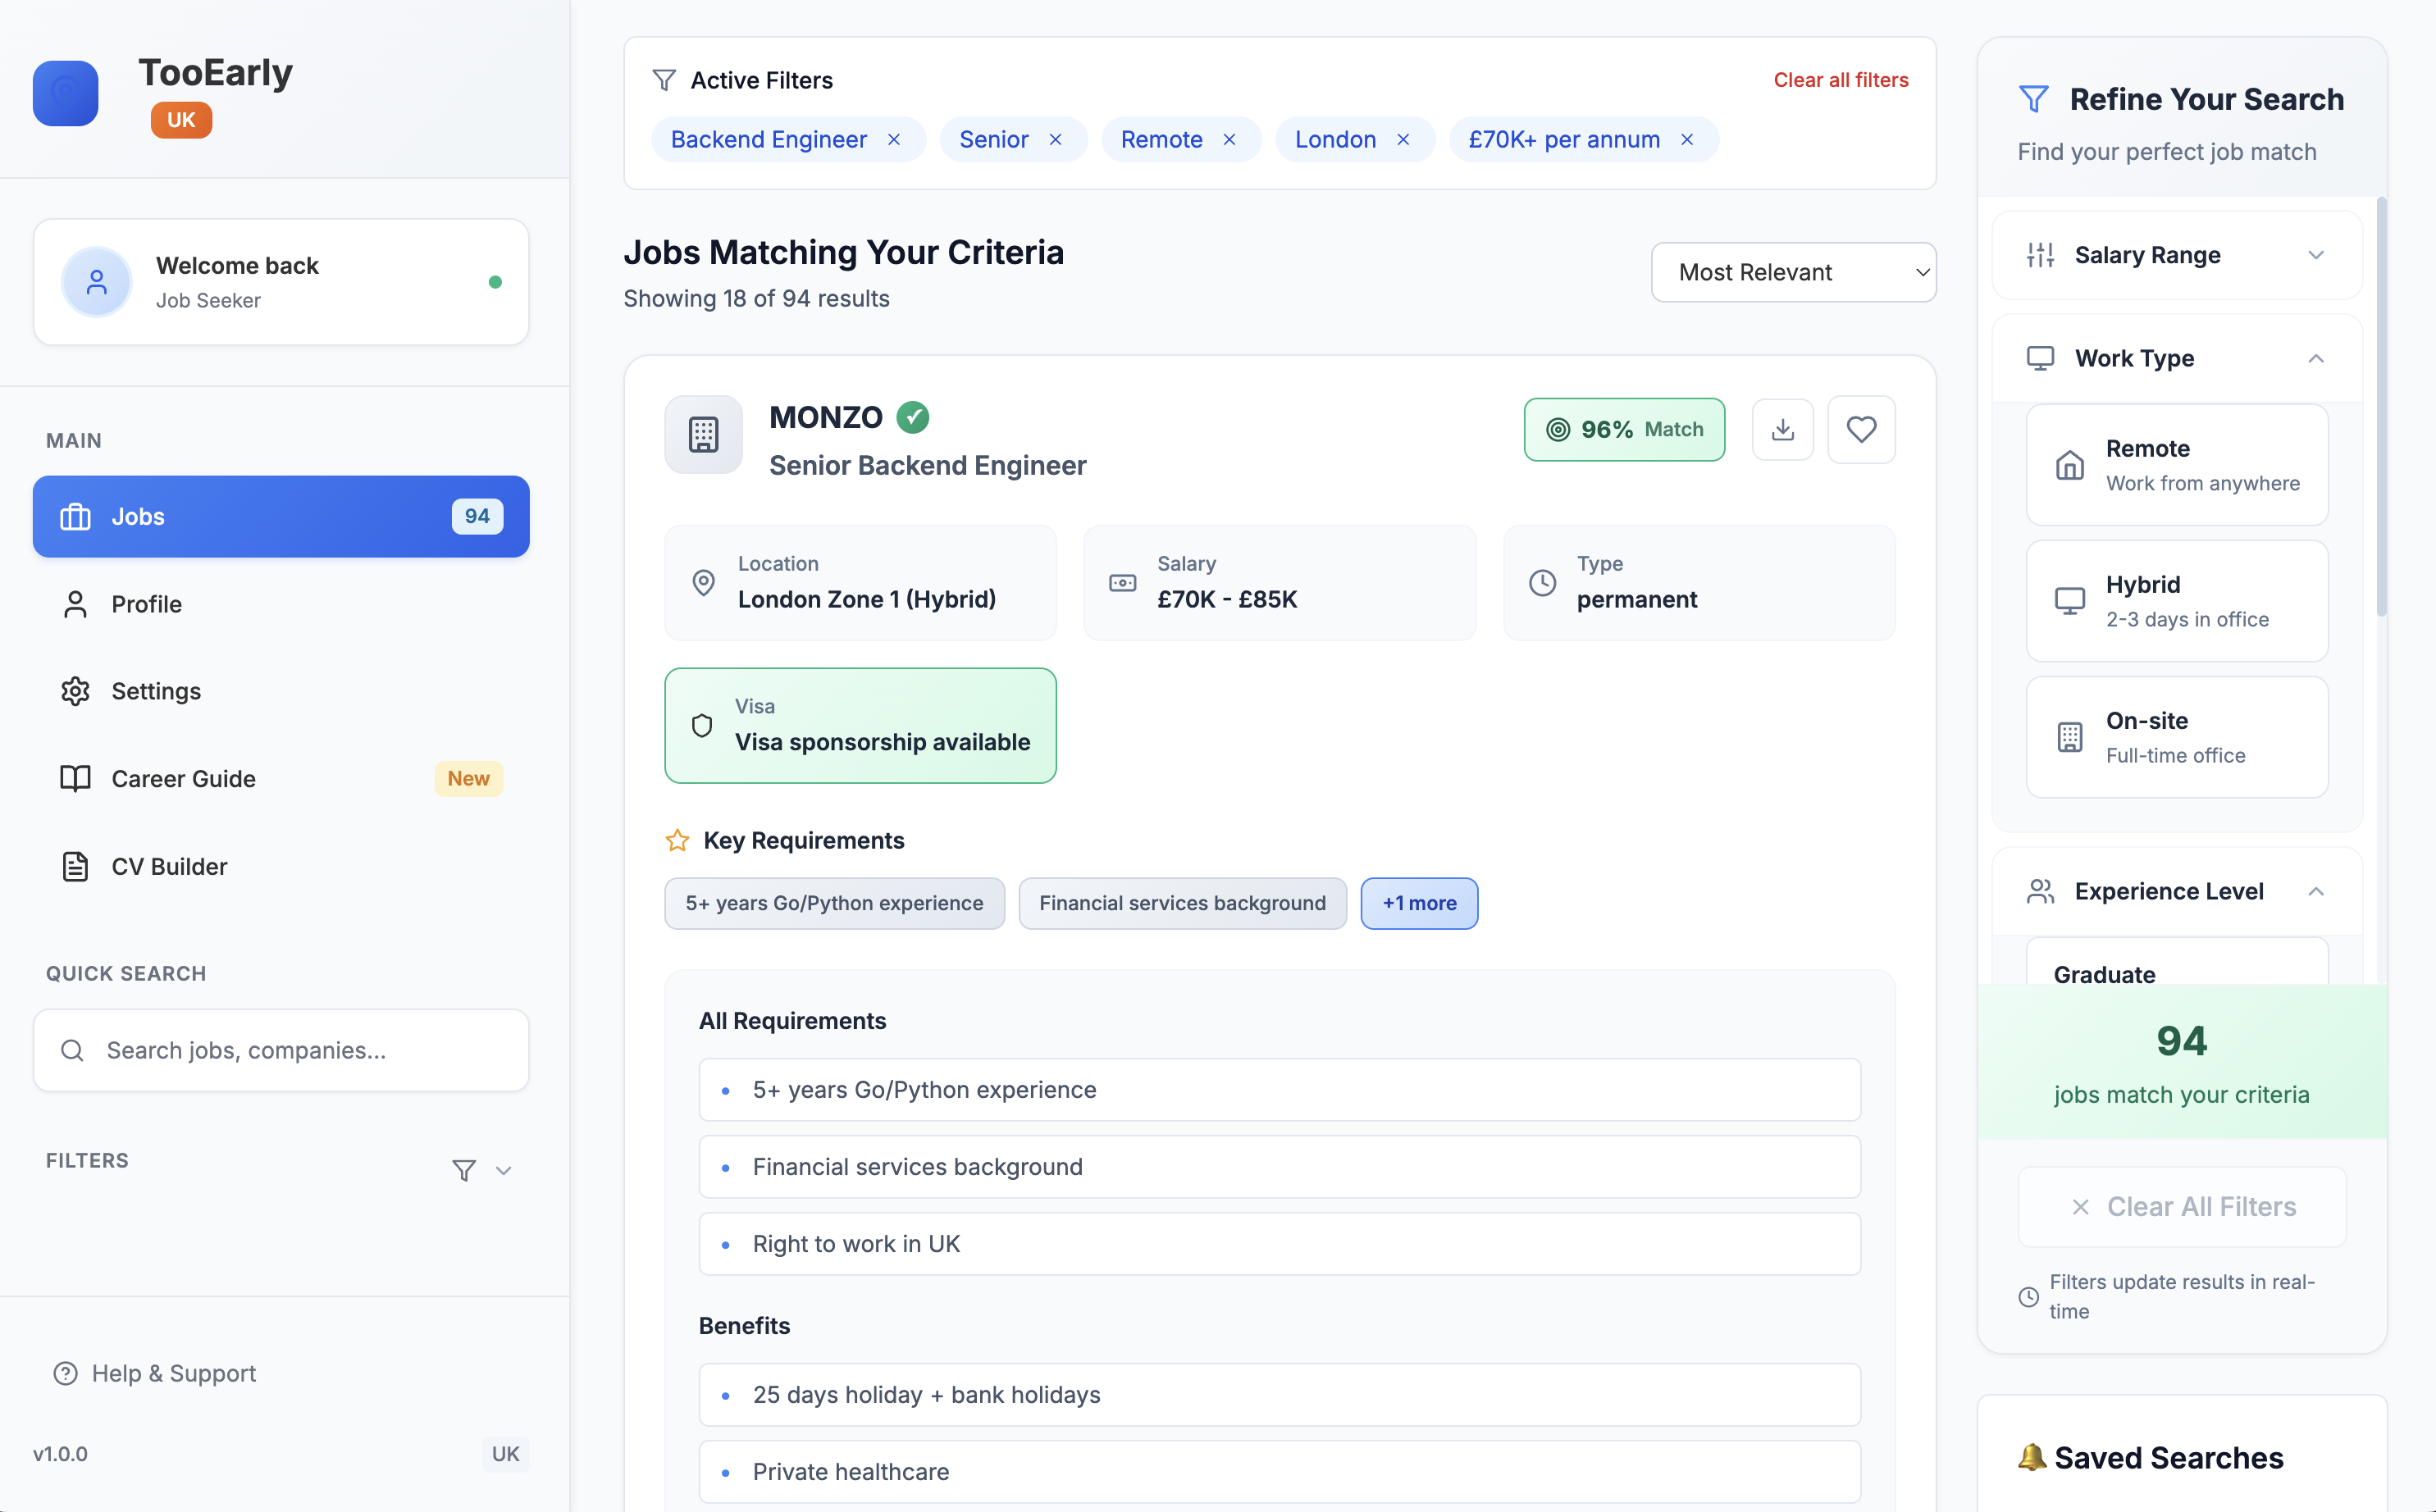 TooEarly
UK
Welcome back
Job Seeker
MAIN
Jobs
94
Profile
Settings
Career Guide
New
CV Builder
QUICK SEARCH
Search jobs, companies...
FILTERS
Help & Support
v1.0.0
UK
Active Filters
Clear all filters
Backend Engineer
Senior
Remote
London
£70K+ per annum
Jobs Matching Your Criteria
Showing 18 of 94 results
Most Relevant
MONZO
Senior Backend Engineer
96% Match
Location
London Zone 1 (Hybrid)
Salary
£70K - £85K
Type
permanent
Visa
Visa sponsorship available
Key Requirements
5+ years Go/Python experience
Financial services background
+1 more
All Requirements
5+ years Go/Python experience
Financial services background
Right to work in UK
Benefits
25 days holiday + bank holidays
Private healthcare
Refine Your Search
Find your perfect job match
Salary Range
Work Type
Remote
Work from anywhere
Hybrid
2-3 days in office
On-site
Full-time office
Experience Level
Graduate
94
jobs match your criteria
Clear All Filters
Filters update results in real-
time
Saved Searches